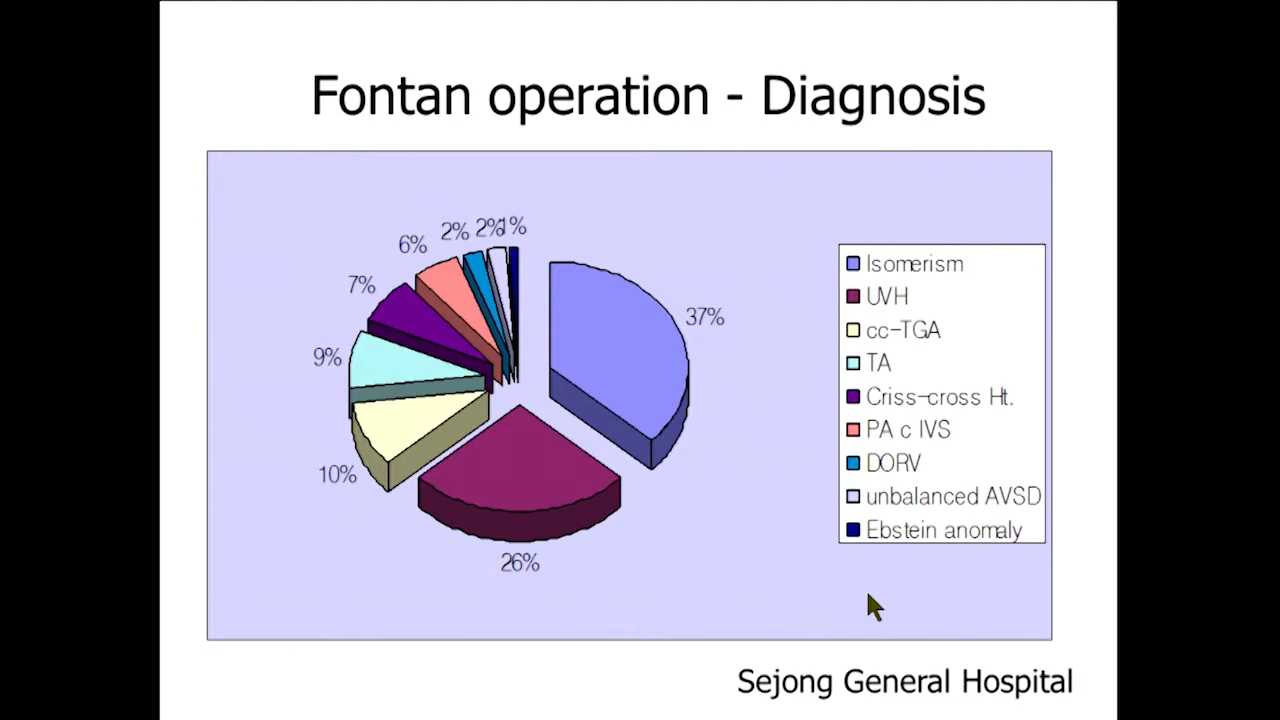 Fontan operation - Diagnosis
6%
2%
2%
1%
7%
37%
9%
10%
26%
Isomerism
UVH
cc-TGA
TA
Criss-cross Ht.
PA c IVS
DORV
unbalanced AVSD
Ebstein anomaly
Sejong General Hospital